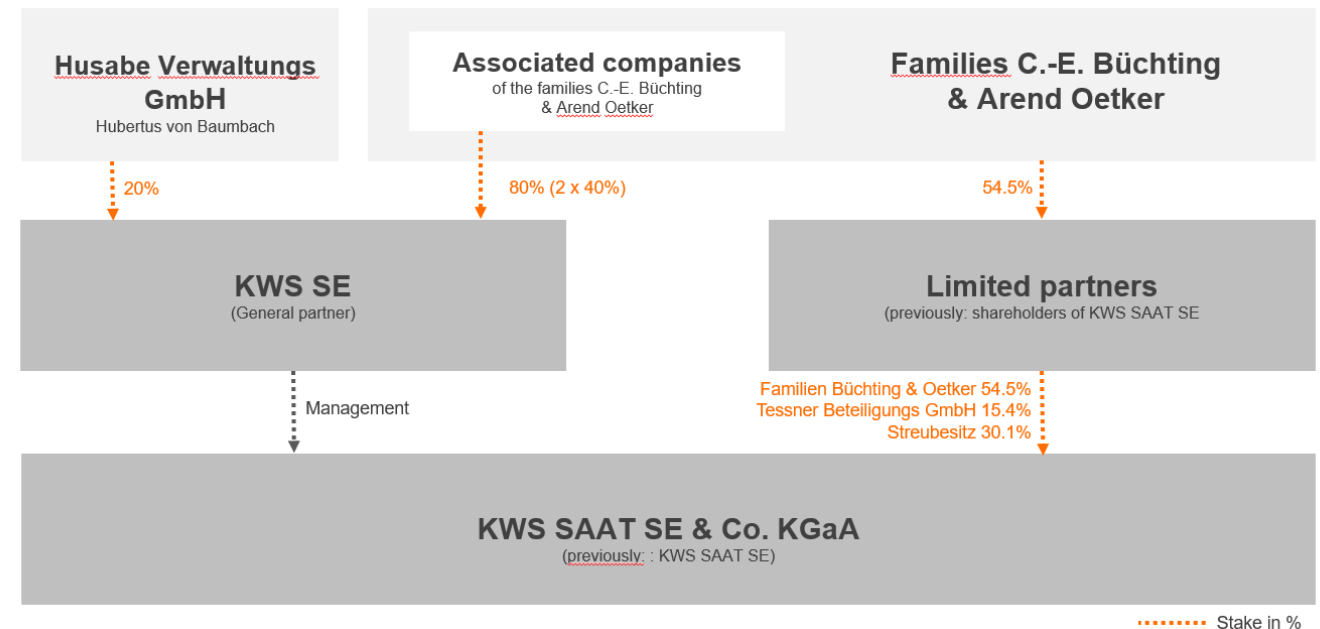 Husabe Verwaltungs
GmbH
Hubertus von Baumbach
Associated companies
of the families C.-E. Büchting
& Arend Oetker
Families C.-E. Büchting
& Arend Oetker
20%
80% (2 x 40%)
54.5%
KWS SE
(General partner)
Limited partners
(previously: shareholders of KWS SAAT SE
Management
Familien Büchting & Oetker 54.5%
Tessner Beteiligungs GmbH 15.4%
Streubesitz 30.1%
KWS SAAT SE & Co. KGaA
(previously: : KWS SAAT SE)
Stake in %